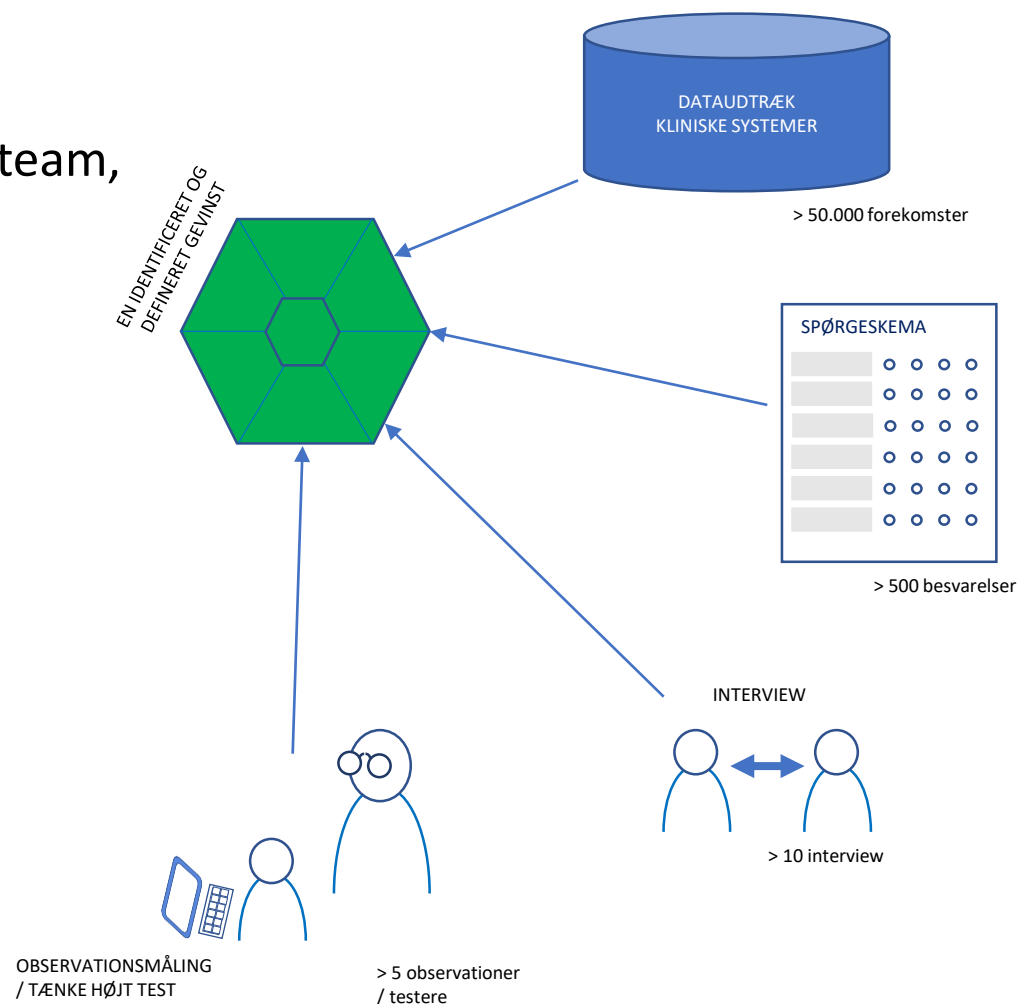 team,
EN IDENTIFICERET OG
DEFINERET GEVINST
DATAUDTRÆK
KLINISKE SYSTEMER
> 50.000 forekomster
SPØRGESKEMA
> 500 besvarelser
INTERVIEW
> 10 interview
OBSERVATIONSMÅLING
/ TÆNKE HØJT TEST
> 5 observationer
/ testere